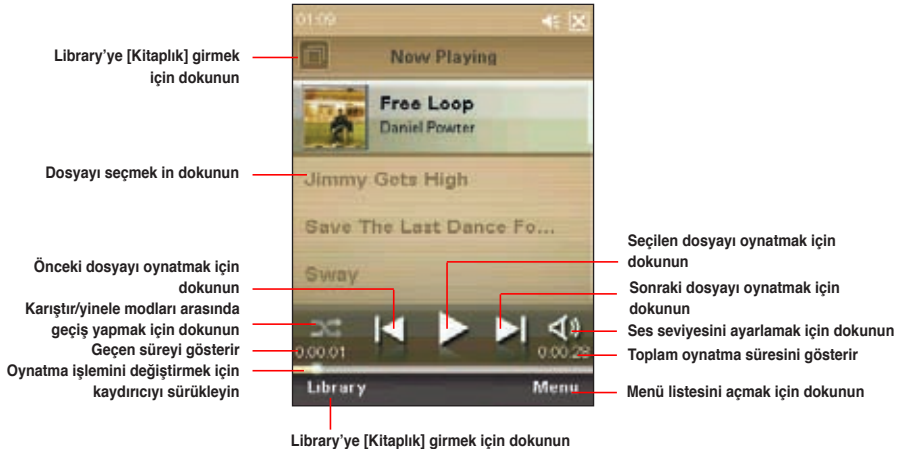 01:09
Now Playing
Free Loop
Daniel Powter
Jimmy Gets High
Save The Last Dance Fo...
Sway
0:00:01
0:00:29
Library
Menu
Library’ye [Kitaplık] girmek
için dokunun
Dosyayı seçmek in dokunun
Önceki dosyayı oynatmak için
dokunun
Karıştır/yinele modları arasında
geçiş yapmak için dokunun
Geçen süreyi gösterir
Oynatma işlemini değiştirmek için
kaydırıcıyı sürükleyin
Seçilen dosyayı oynatmak için
dokunun
Sonraki dosyayı oynatmak için
dokunun
Ses seviyesini ayarlamak için dokunun
Toplam oynatma süresini gösterir
Menü listesini açmak için dokunun
Library’ye [Kitaplık] girmek için dokunun